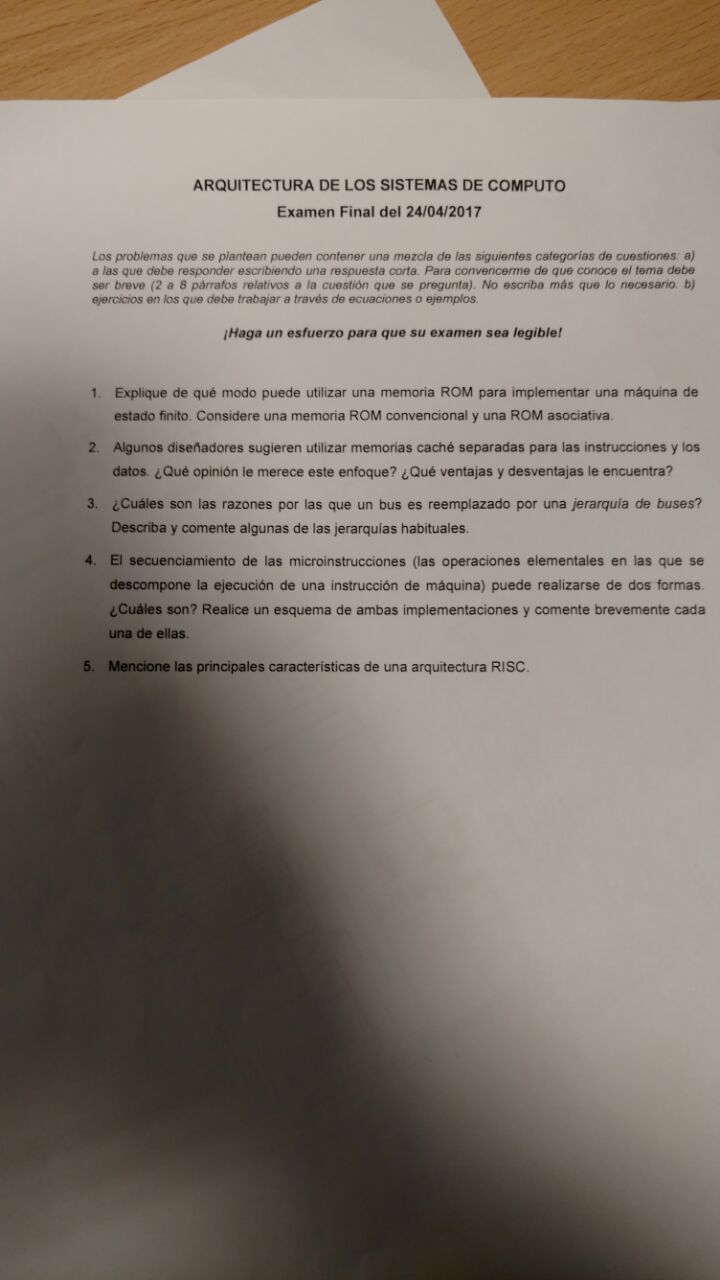 ARQUITECTURA DE LOS SISTEMAS DE COMPUTO
Examen Final del 24/04/2017
Los problemas que se plantean pueden contener una mezcla de las siguientes categorías de cuestiones: a)
a las que debe responder escribiendo una respuesta corta. Para convencerme de que conoce el tema debe
ser breve (2 a 8 párrafos relativos a la cuestión que se pregunta). No escriba más que lo necesario. b)
ejercicios en los que debe trabajar a través de ecuaciones o ejemplos.
¡Haga un esfuerzo para que su examen sea legible!
1. Explique de qué modo puede utilizar una memoria ROM para implementar una máquina de
estado finito. Considere una memoria ROM convencional y una ROM asociativa.
2. Algunos diseñadores sugieren utilizar memorias caché separadas para las instrucciones y los
datos. ¿Qué opinión le merece este enfoque? ¿Qué ventajas y desventajas le encuentra?
3. ¿Cuáles son las razones por las que un bus es reemplazado por una jerarquía de buses?
Describa y comente algunas de las jerarquías habituales.
4. El secuenciamiento de las microinstrucciones (las operaciones elementales en las que se
descompone la ejecución de una instrucción de máquina) puede realizarse de dos formas.
¿Cuáles son? Realice un esquema de ambas implementaciones y comente brevemente cada
una de ellas.
5. Mencione las principales características de una arquitectura RISC.